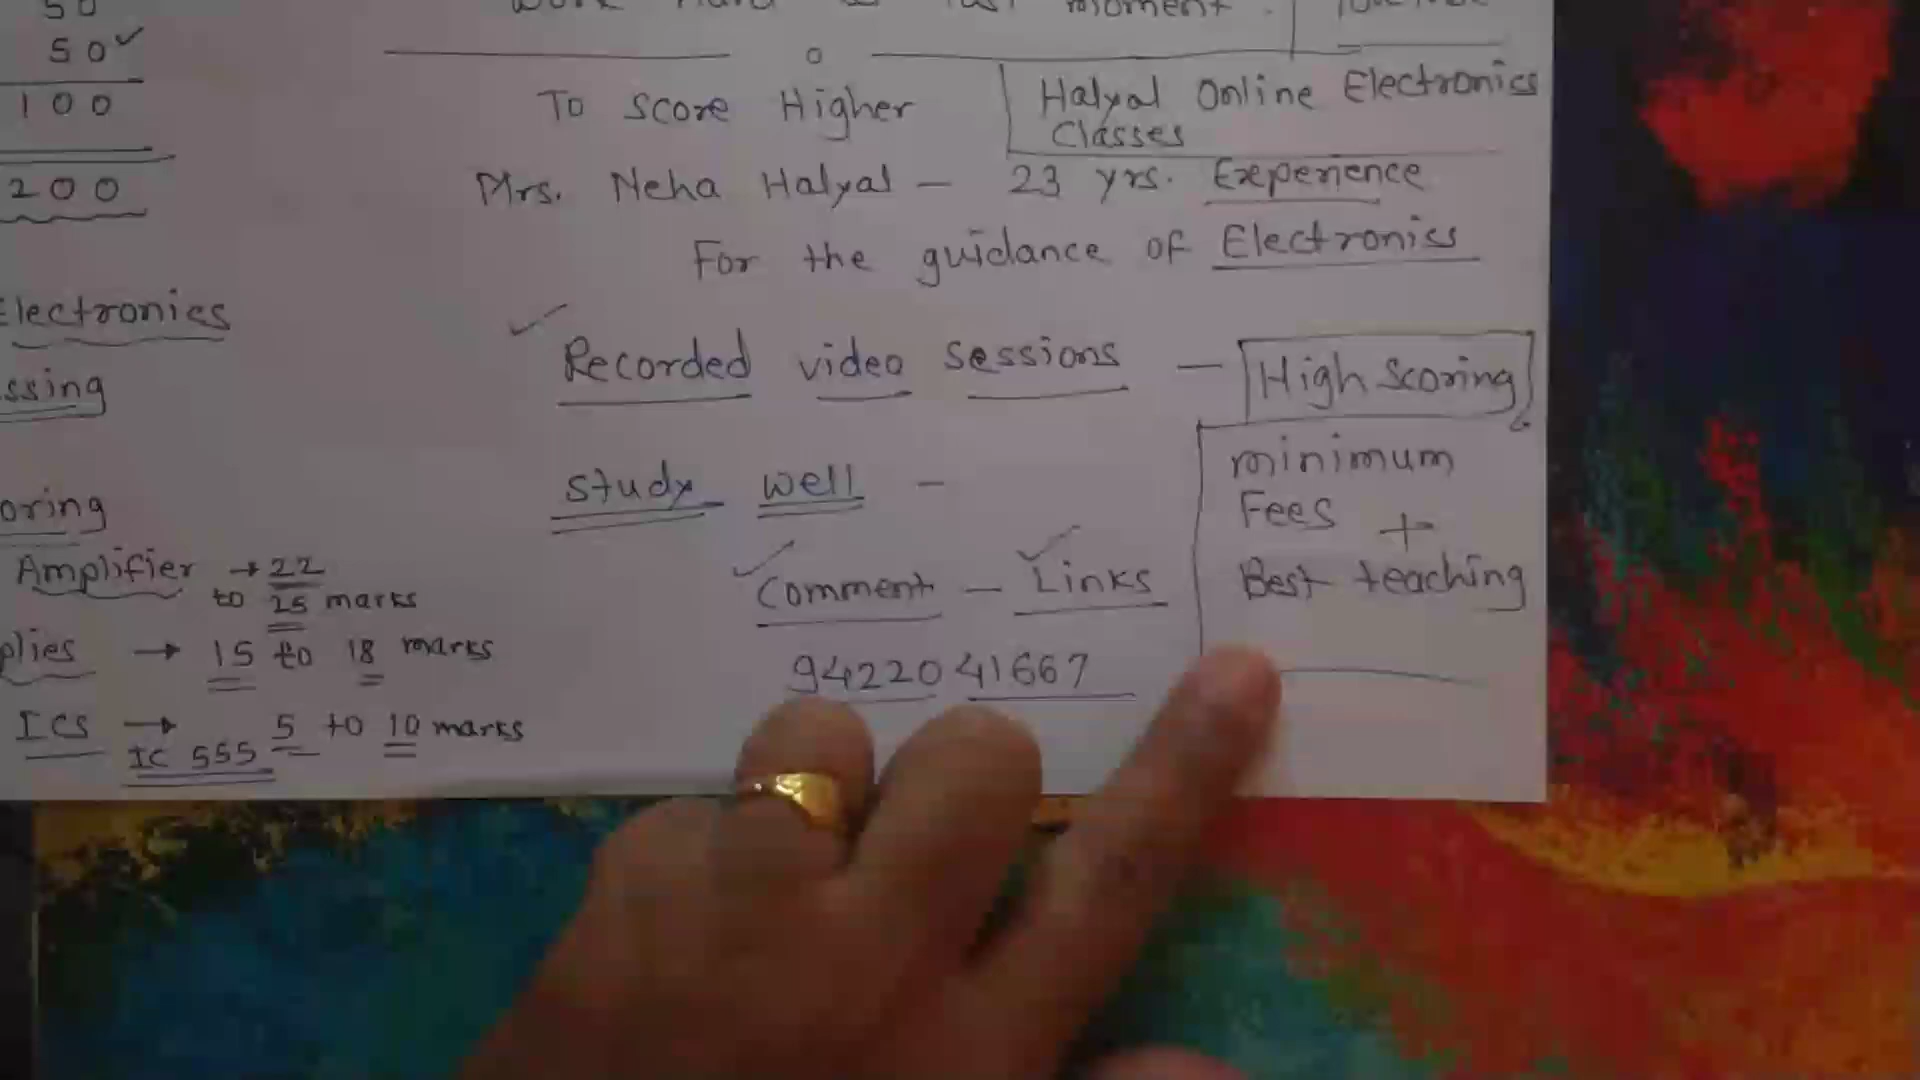 50
50
100
200
Electronics
ssing
oring
Amplifier → 22
to 25 marks
plies → 15 to 18 marks
ICs → 5 to 10 marks
IC 555
work Hard moment.
To score Higher
Halyal Online Electronics
Classes
Mrs. Neha Halyal – 23 yrs. Experience
For the guidance of Electronics
Recorded video sessions – High Scoring
study well –
minimum
Fees +
Best teaching
Comment – Links
94220 41667